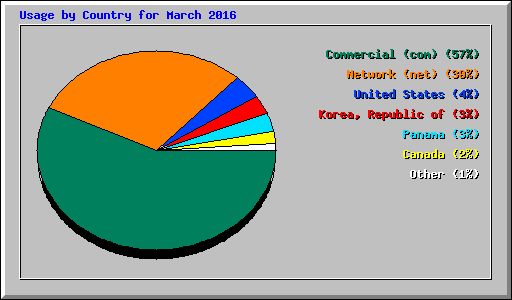 Usage by Country for March 2016
Commercial (com) (57%)
Network (net) (30%)
United States (4%)
Korea, Republic of (3%)
Panama (3%)
Canada (2%)
Other (1%)